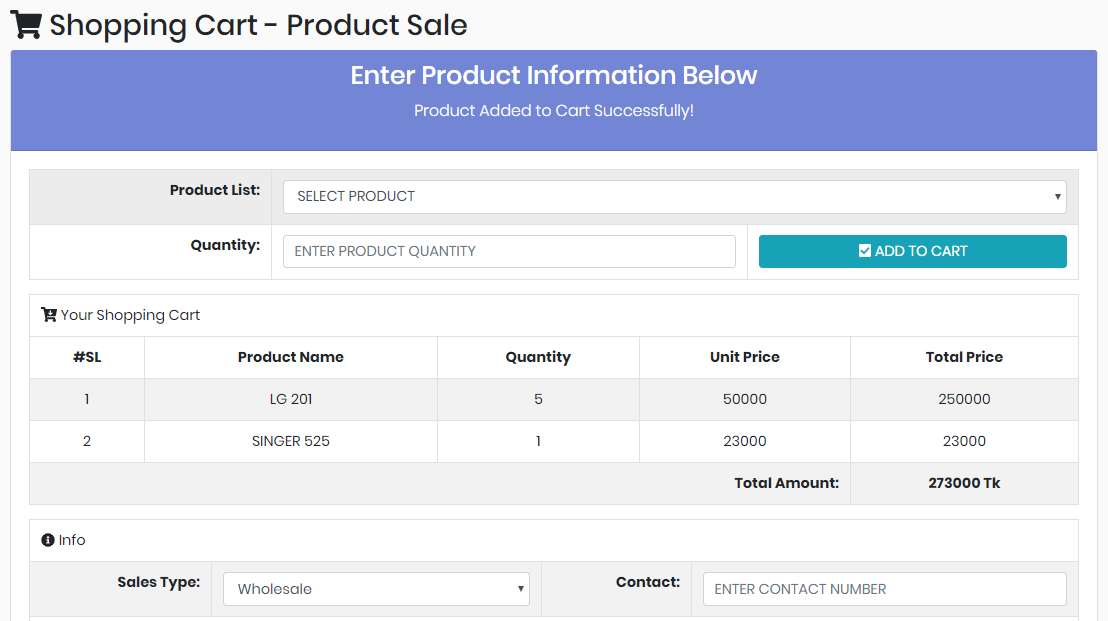 Shopping Cart - Product Sale
Enter Product Information Below
Product Added to Cart Successfully!
Product List: SELECT PRODUCT
Quantity: ENTER PRODUCT QUANTITY ADD TO CART
Your Shopping Cart
#SL Product Name Quantity Unit Price Total Price
1 LG 201 5 50000 250000
2 SINGER 525 1 23000 23000
Total Amount: 273000 Tk
Info
Sales Type: Wholesale Contact: ENTER CONTACT NUMBER